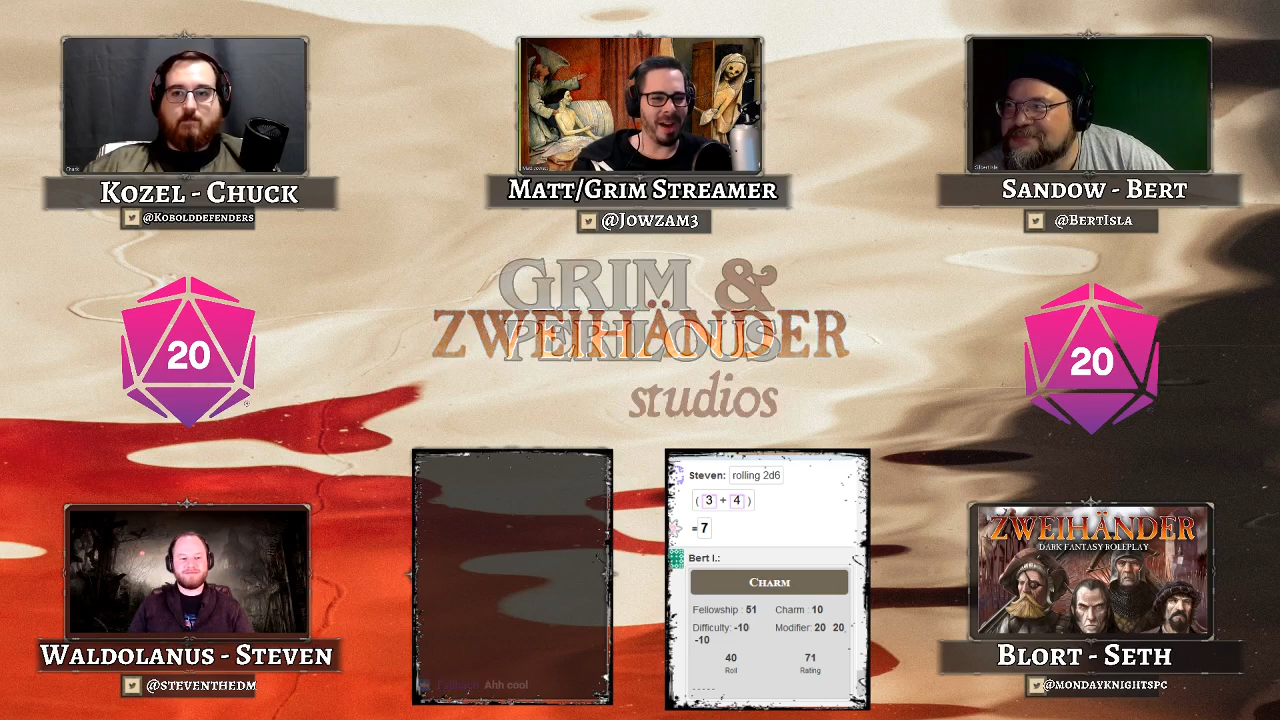 Chuck
Kozel - Chuck
@Kobolddefenders
Matt/Grim Streamer
@Jowzam3
Sandow - Bert
@BertIsla
GRIM &
PERILOUS
ZWEIHÄNDER
studios
20
20
Steven: rolling 2d6
( 3 + 4 )
= 7
Bert I.:
Charm
Fellowship : 51 Charm : 10
Difficulty: -10 Modifier: 20 20,
-10
40 71
Roll Rating
-----
Ahh cool
ZWEIHÄNDER
DARK FANTASY ROLEPLAY
Waldolanus - Steven
@steventhedm
Blort - Seth
@mondayknightspc